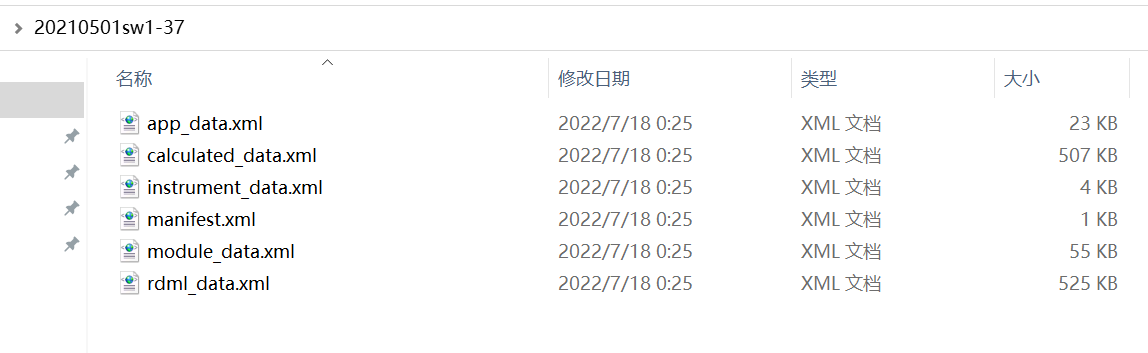 20210501sw1-37
名称 修改日期 类型 大小
app_data.xml 2022/7/18 0:25 XML 文档 23 KB
calculated_data.xml 2022/7/18 0:25 XML 文档 507 KB
instrument_data.xml 2022/7/18 0:25 XML 文档 4 KB
manifest.xml 2022/7/18 0:25 XML 文档 1 KB
module_data.xml 2022/7/18 0:25 XML 文档 55 KB
rdml_data.xml 2022/7/18 0:25 XML 文档 525 KB